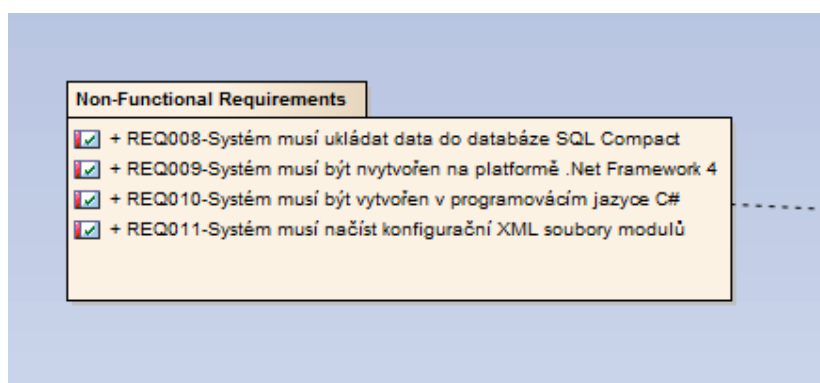 Non-Functional Requirements
+ REQ008-Systém musí ukládat data do databáze SQL Compact
+ REQ009-Systém musí být nvytvořen na platformě .Net Framework 4
+ REQ010-Systém musí být vytvořen v programovácím jazyce C#
+ REQ011-Systém musí načíst konfigurační XML soubory modulů